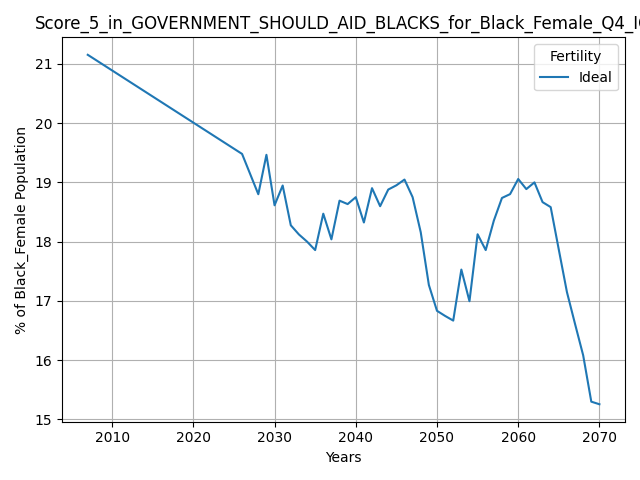 Score_5_in_GOVERNMENT_SHOULD_AID_BLACKS_for_Black_Female_Q4_I
Fertility
Ideal
21
20
19
18
17
16
15
% of Black_Female Population
2010 2020 2030 2040 2050 2060 2070
Years